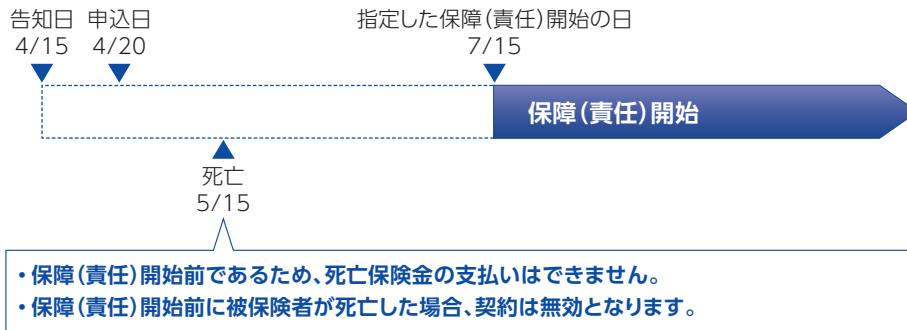 告知日 申込日 指定した保障(責任)開始の日
4/15 4/20 7/15
保障(責任)開始
死亡
5/15
・保障(責任)開始前であるため、死亡保険金の支払いはできません。
・保障(責任)開始前に被保険者が死亡した場合、契約は無効となります。